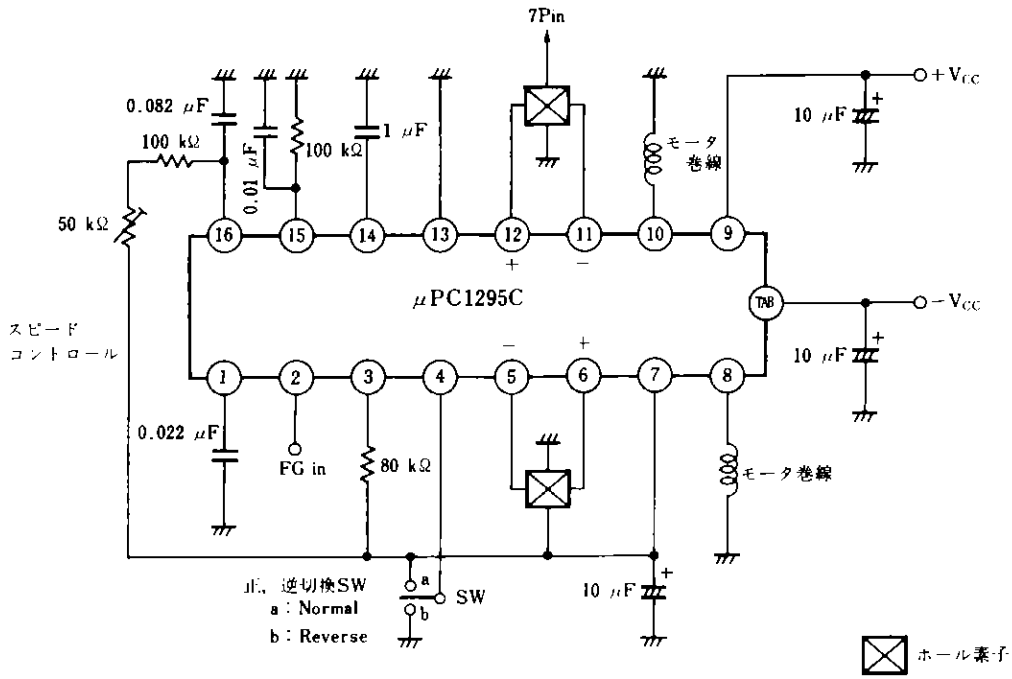 7Pin
0.082 μF
100 kΩ
0.01 μF
100 kΩ
1 μF
モータ
巻線
10 μF
+
+VCC
50 kΩ
16
15
14
13
12
11
10
9
+
−
μPC1295C
TAB
−VCC
スピード
コントロール
10 μF
+
−
+
1
2
3
4
5
6
7
8
0.022 μF
FG in
80 kΩ
モータ巻線
正, 逆切換SW
a : Normal
b : Reverse
a
b
SW
10 μF
+
ホール素子